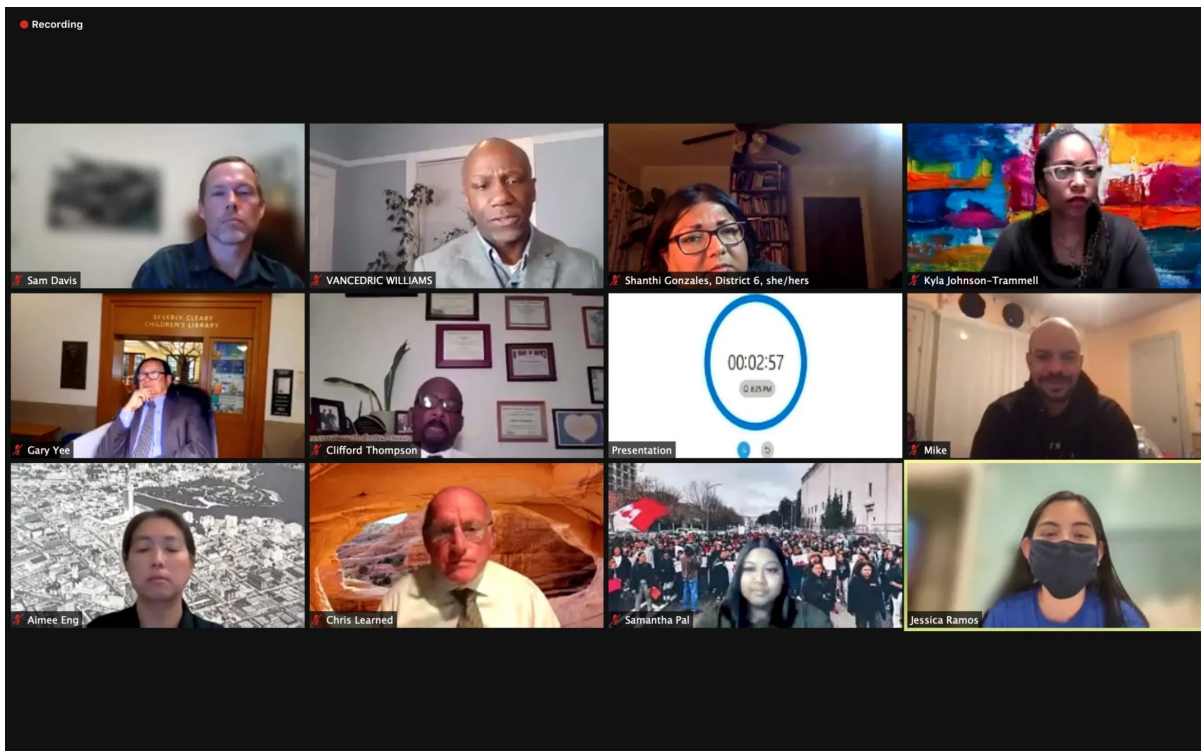 Recording
Sam Davis
VANCEDRIC WILLIAMS
Shanthi Gonzales, District 6, she/hers
Kyla Johnson-Trammell
BEVERLY CLEARY
CHILDREN'S LIBRARY
Gary Yee
Clifford Thompson
00:02:57
8:25 PM
Presentation
Mike
Aimee Eng
Chris Learned
Samantha Pal
Jessica Ramos